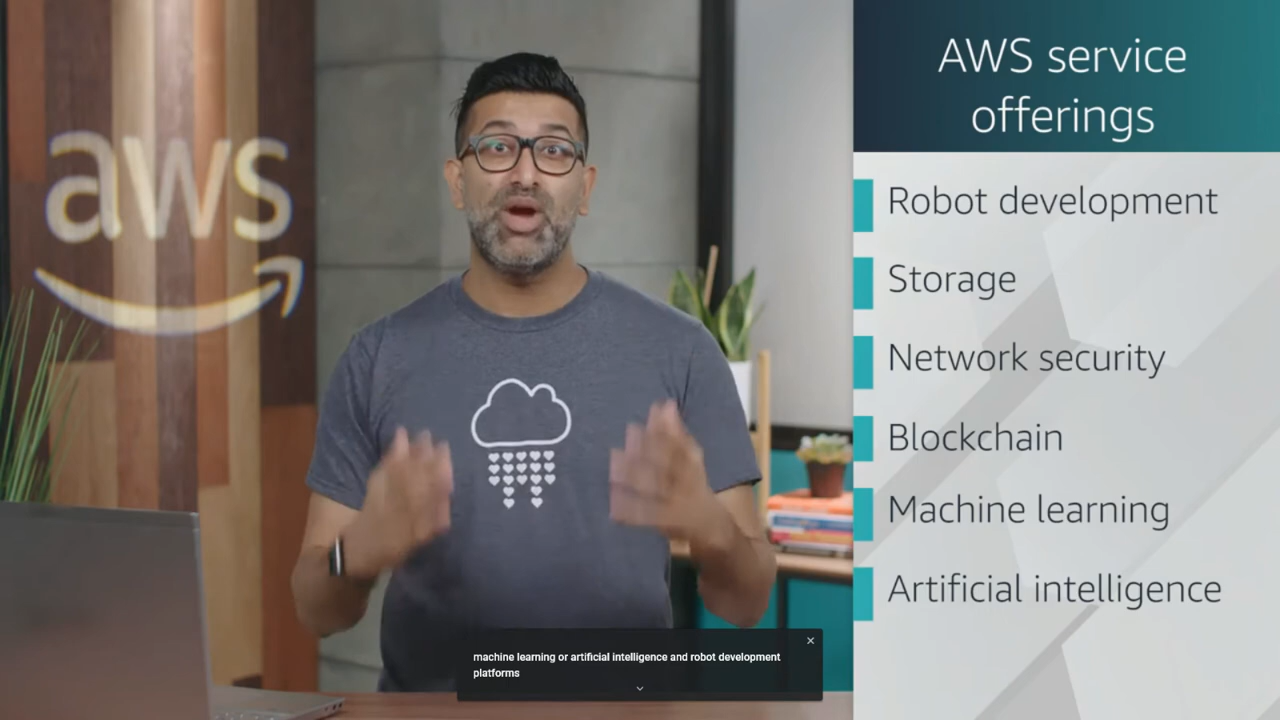 aws
AWS service
offerings
Robot development
Storage
Network security
Blockchain
Machine learning
Artificial intelligence
machine learning or artificial intelligence and robot development
platforms